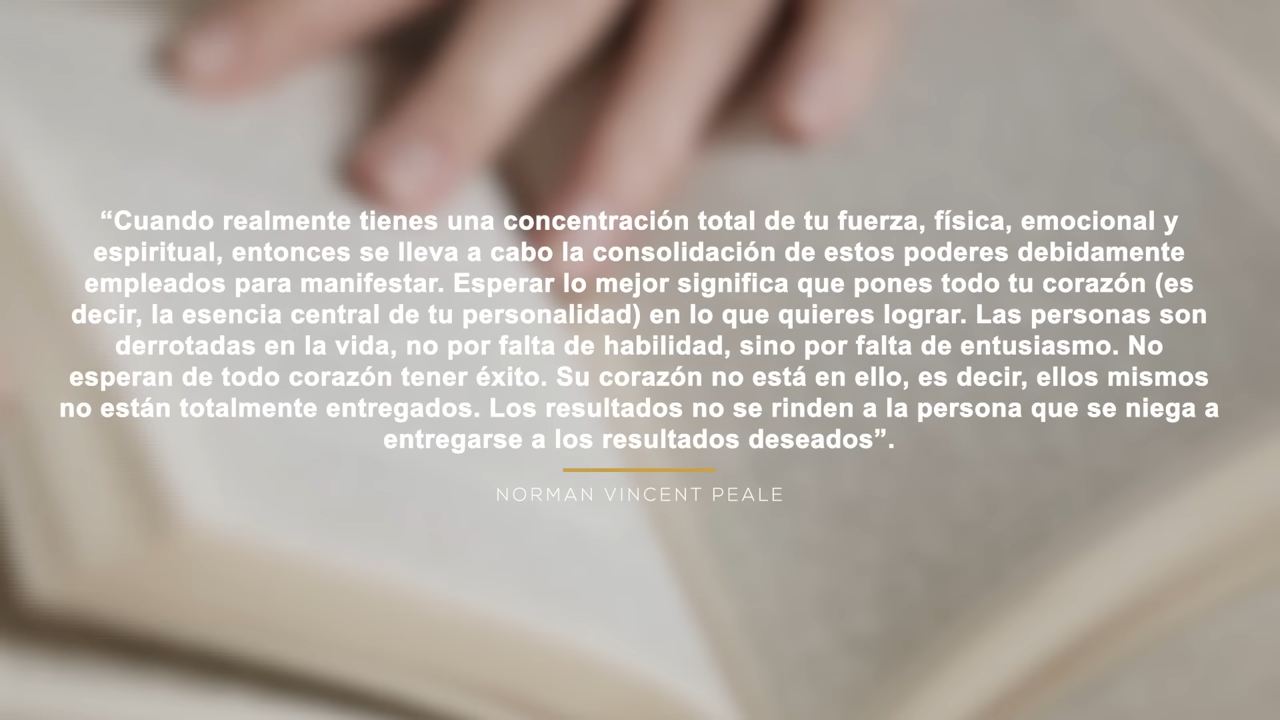 “Cuando realmente tienes una concentración total de tu fuerza, física, emocional y
espiritual, entonces se lleva a cabo la consolidación de estos poderes debidamente
empleados para manifestar. Esperar lo mejor significa que pones todo tu corazón (es
decir, la esencia central de tu personalidad) en lo que quieres lograr. Las personas son
derrotadas en la vida, no por falta de habilidad, sino por falta de entusiasmo. No
esperan de todo corazón tener éxito. Su corazón no está en ello, es decir, ellos mismos
no están totalmente entregados. Los resultados no se rinden a la persona que se niega a
entregarse a los resultados deseados”.
NORMAN VINCENT PEALE